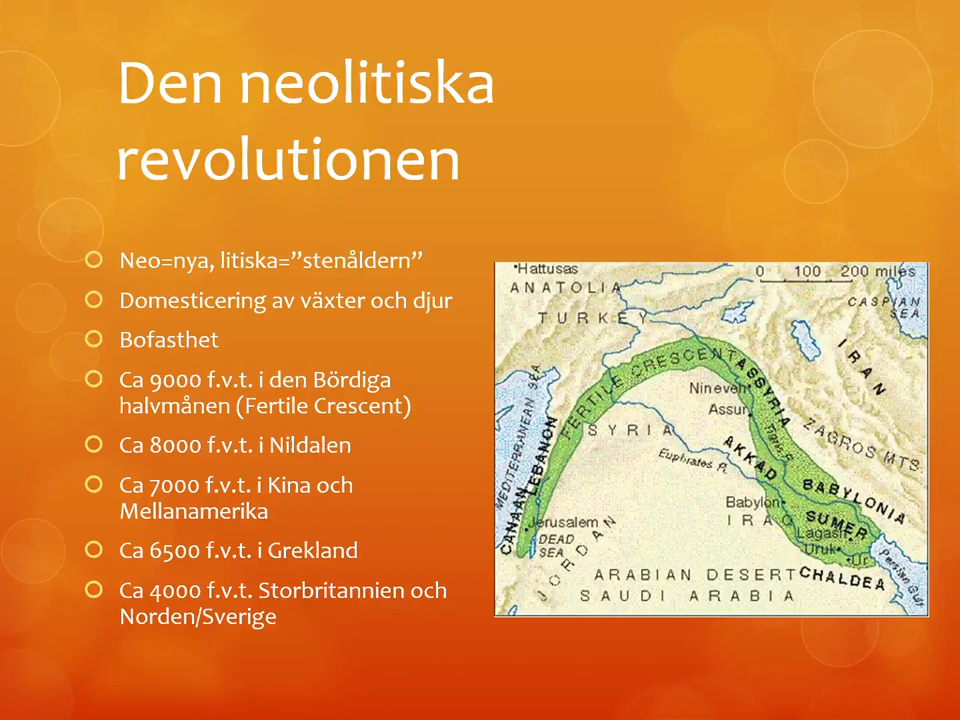 Den neolitiska
revolutionen
Neo=nya, litiska=”stenåldern”
Domesticering av växter och djur
Bofasthet
Ca 9000 f.v.t. i den Bördiga
halvmånen (Fertile Crescent)
Ca 8000 f.v.t. i Nildalen
Ca 7000 f.v.t. i Kina och
Mellanamerika
Ca 6500 f.v.t. i Grekland
Ca 4000 f.v.t. Storbritannien och
Norden/Sverige
Hattusas
0 100 200 miles
ANATOLIA
CASPIAN
SEA
TURKEY
IRAN
FERTILE CRESCENT
ASSYRIA
Nineveh
Assur
Tigris R.
MEDITERRANEAN SEA
LEBANON
CANAAN
SYRIA
ZAGROS MTS.
AKKAD
Euphrates R.
BABYLONIA
Babylon
IRAQ
SUMER
Lagash
Uruk
Ur
Jerusalem
DEAD
SEA
JORDAN
Persian Gulf
ARABIAN DESERT
CHALDEA
SAUDI ARABIA